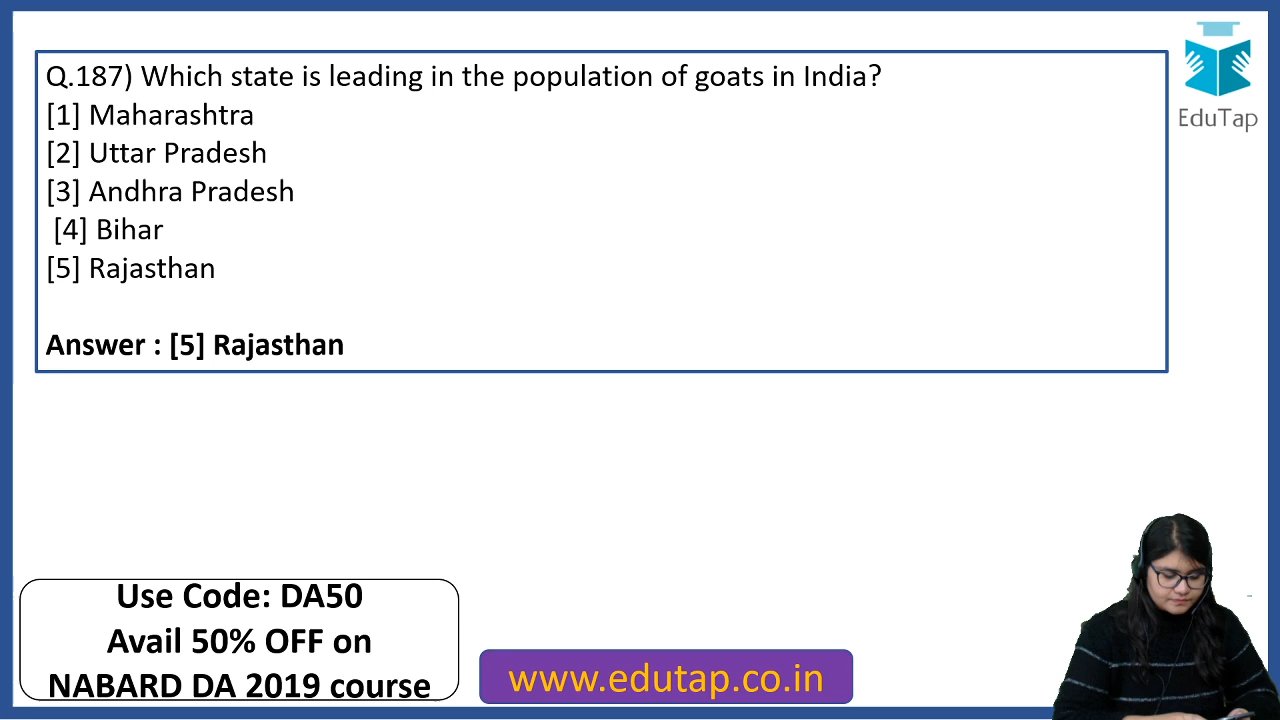 Q.187) Which state is leading in the population of goats in India?
[1] Maharashtra
[2] Uttar Pradesh
[3] Andhra Pradesh
[4] Bihar
[5] Rajasthan
Answer : [5] Rajasthan
EduTap
Use Code: DA50
Avail 50% OFF on
NABARD DA 2019 course
www.edutap.co.in